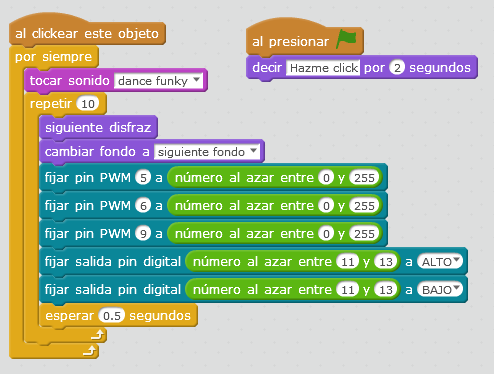 al clickear este objeto
por siempre
tocar sonido dance funky
repetir 10
siguiente disfraz
cambiar fondo a siguiente fondo
fijar pin PWM 5 a número al azar entre 0 y 255
fijar pin PWM 6 a número al azar entre 0 y 255
fijar pin PWM 9 a número al azar entre 0 y 255
fijar salida pin digital número al azar entre 11 y 13 a ALTO
fijar salida pin digital número al azar entre 11 y 13 a BAJO
esperar 0.5 segundos
al presionar
decir Hazme click por 2 segundos